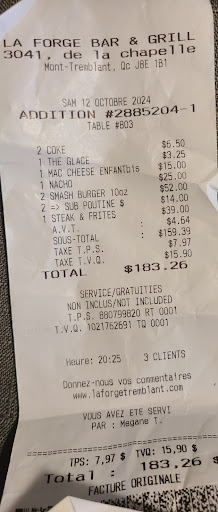 LA FORGE BAR & GRILL
3041, de la chapelle
Mont-Tremblant, Qc J8E 1B1
SAM 12 OCTOBRE 2024
ADDITION #2885204-1
TABLE #803
2 COKE $5.50
1 THE GLACE $3.25
1 MAC CHEESE ENFANTbis $15.00
1 NACHO $25.00
2 SMASH BURGER 10oz $52.00
2 => SUB POUTINE $ $14.00
1 STEAK & FRITES $39.00
A.V.T. : $4.64
SOUS-TOTAL : $159.39
TAXE T.P.S. $7.97
TAXE T.V.Q. $15.90
TOTAL $183.26
SERVICE/GRATUITIES
NON INCLUS/NOT INCLUDED
T.P.S. 880799820 RT 0001
T.V.Q. 1021762691 TQ 0001
Heure: 20:25 3 CLIENTS
Donnez-nous vos commentaires
www.laforgetremblant.com
VOUS AVEZ ETE SERVI
PAR : Megane T.
TPS: 7,97 $ TVQ: 15,90 $
Total : 183,26 $
FACTURE ORIGINALE